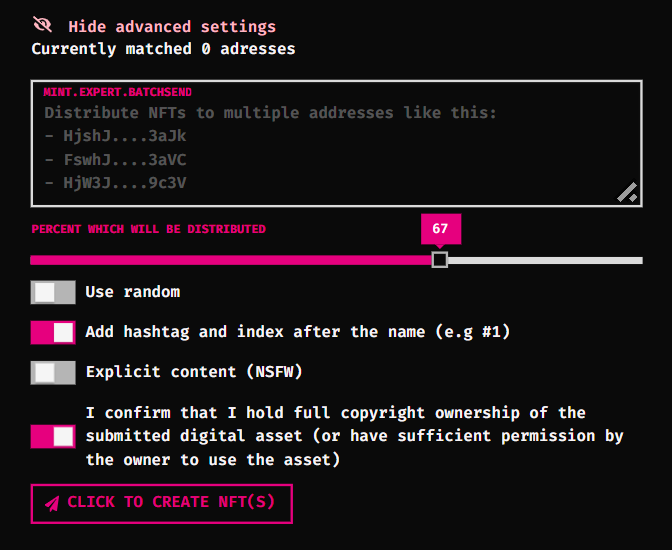 Hide advanced settings
Currently matched 0 adresses
MINT.EXPERT.BATCHSEND
Distribute NFTs to multiple addresses like this:
- HjshJ....3aJk
- FswhJ....3aVC
- HjW3J....9c3V
PERCENT WHICH WILL BE DISTRIBUTED
67
Use random
Add hashtag and index after the name (e.g #1)
Explicit content (NSFW)
I confirm that I hold full copyright ownership of the
submitted digital asset (or have sufficient permission by
the owner to use the asset)
CLICK TO CREATE NFT(S)